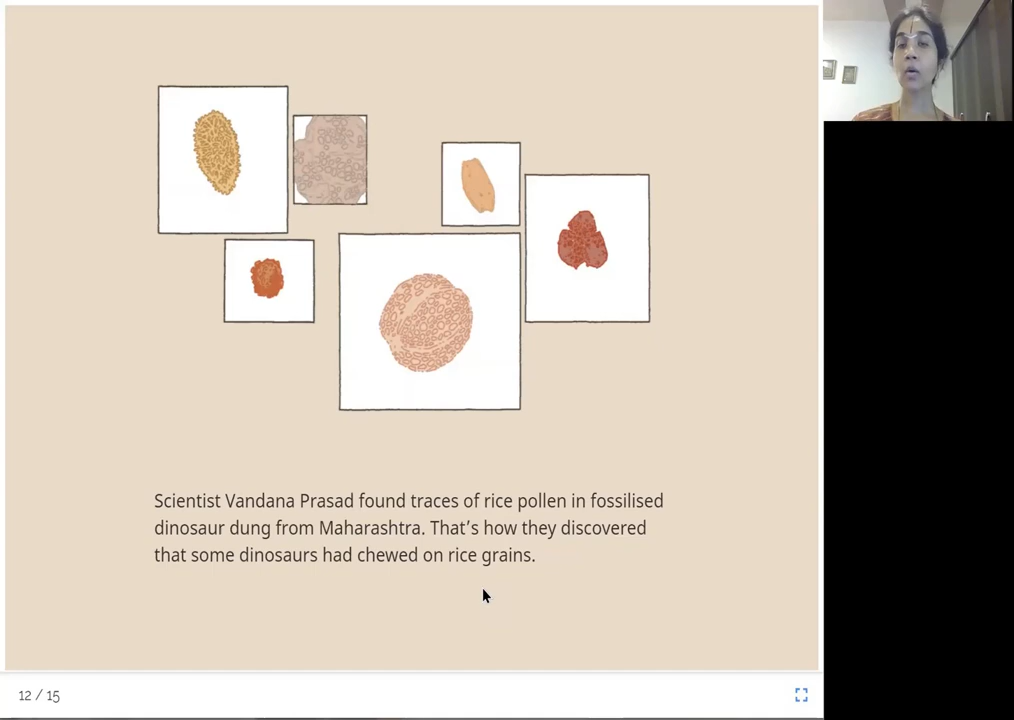 Scientist Vandana Prasad found traces of rice pollen in fossilised
dinosaur dung from Maharashtra. That’s how they discovered
that some dinosaurs had chewed on rice grains.
12 / 15